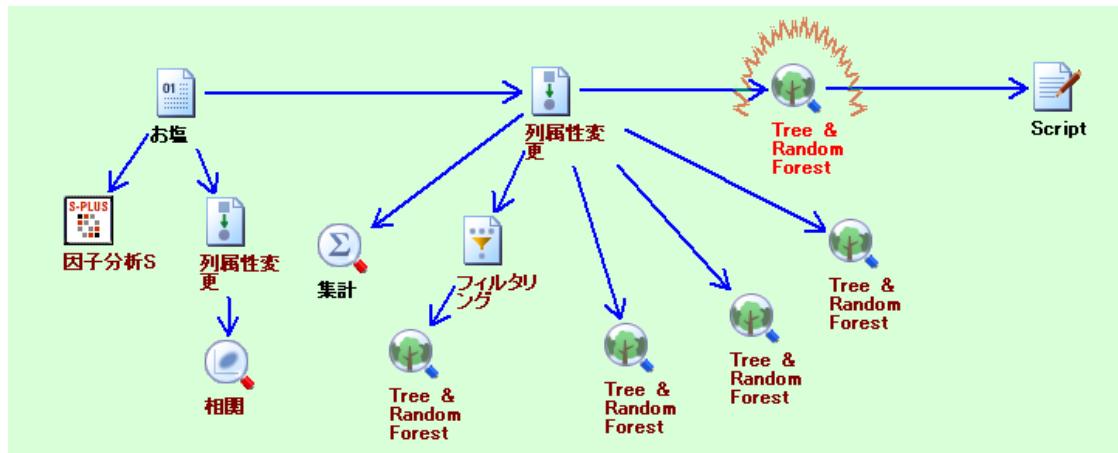 01
お塩
列属性変
更
Tree &
Random
Forest
Script
S-PLUS
因子分析S
列属性変
更
集計
フィルタリ
ング
Tree &
Random
Forest
相関
Tree &
Random
Forest
Tree &
Random
Forest
Tree &
Random
Forest